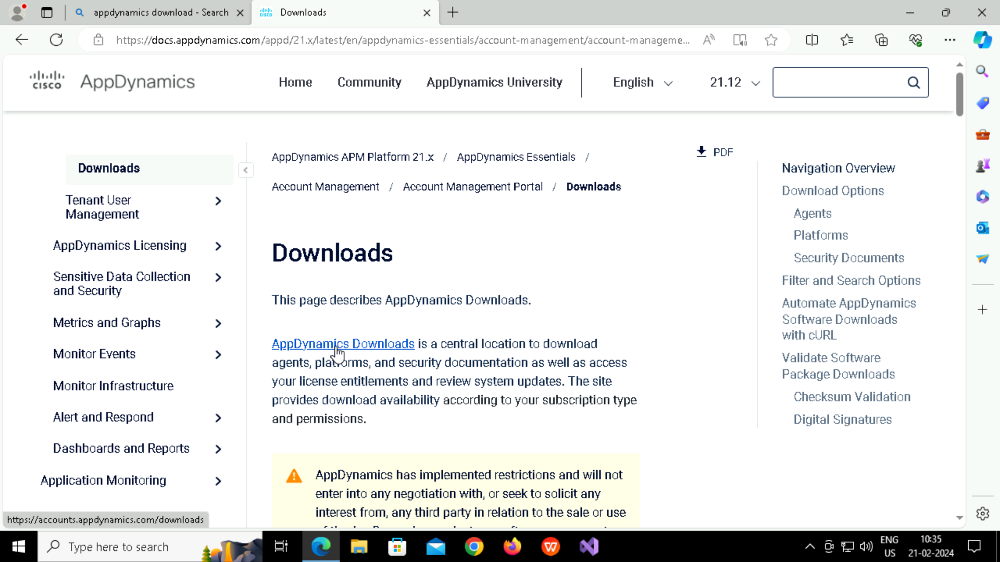 appdynamics download - Search
Downloads
https://docs.appdynamics.com/appd/21.x/latest/en/appdynamics-essentials/account-management/account-manageme...
CISCO AppDynamics
Home Community AppDynamics University English 21.12
Downloads
Tenant User
Management
AppDynamics Licensing
Sensitive Data Collection
and Security
Metrics and Graphs
Monitor Events
Monitor Infrastructure
Alert and Respond
Dashboards and Reports
Application Monitoring
AppDynamics APM Platform 21.x / AppDynamics Essentials /
Account Management / Account Management Portal / Downloads
PDF
Downloads
This page describes AppDynamics Downloads.
AppDynamics Downloads is a central location to download
agents, platforms, and security documentation as well as access
your license entitlements and review system updates. The site
provides download availability according to your subscription type
and permissions.
AppDynamics has implemented restrictions and will not
enter into any negotiation with, or seek to solicit any
interest from, any third party in relation to the sale or use
Navigation Overview
Download Options
Agents
Platforms
Security Documents
Filter and Search Options
Automate AppDynamics
Software Downloads
with cURL
Validate Software
Package Downloads
Checksum Validation
Digital Signatures
https://accounts.appdynamics.com/downloads
Type here to search
ENG
US
10:35
21-02-2024